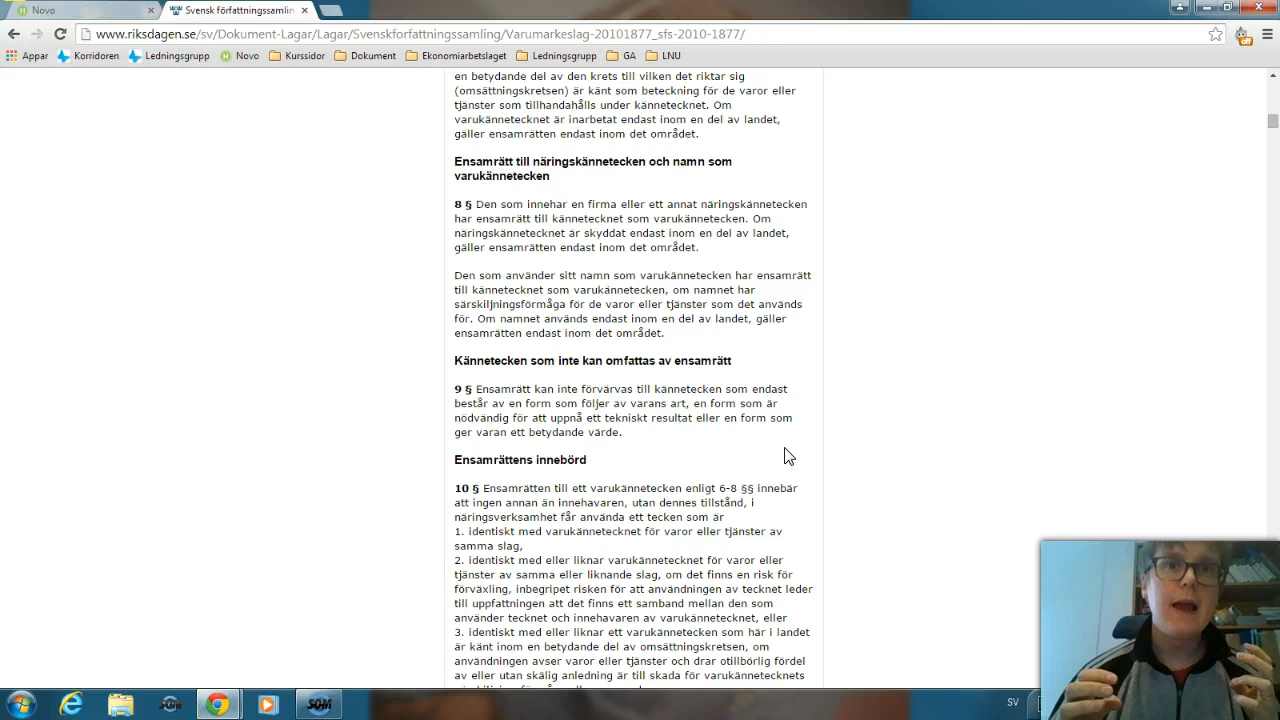 Novo
Svensk författningssamlin
www.riksdagen.se/sv/Dokument-Lagar/Lagar/Svenskforfattningssamling/Varumarkeslag-20101877_sfs-2010-1877/
Appar Korridoren Ledningsgrupp Novo Kurssidor Dokument Ekonomiarbetslaget Ledningsgrupp GA LNU
en betydande del av den krets till vilken det riktar sig
(omsättningskretsen) är känt som beteckning för de varor eller
tjänster som tillhandahålls under kännetecknet. Om
varukännetecknet är inarbetat endast inom en del av landet,
gäller ensamrätten endast inom det området.
Ensamrätt till näringskännetecken och namn som
varukännetecken
8 § Den som innehar en firma eller ett annat näringskännetecken
har ensamrätt till kännetecknet som varukännetecken. Om
näringskännetecknet är skyddat endast inom en del av landet,
gäller ensamrätten endast inom det området.
Den som använder sitt namn som varukännetecken har ensamrätt
till kännetecknet som varukännetecken, om namnet har
särskiljningsförmåga för de varor eller tjänster som det används
för. Om namnet används endast inom en del av landet, gäller
ensamrätten endast inom det området.
Kännetecken som inte kan omfattas av ensamrätt
9 § Ensamrätt kan inte förvärvas till kännetecken som endast
består av en form som följer av varans art, en form som är
nödvändig för att uppnå ett tekniskt resultat eller en form som
ger varan ett betydande värde.
Ensamrättens innebörd
10 § Ensamrätten till ett varukännetecken enligt 6-8 §§ innebär
att ingen annan än innehavaren, utan dennes tillstånd, i
näringsverksamhet får använda ett tecken som är
1. identiskt med varukännetecknet för varor eller tjänster av
samma slag,
2. identiskt med eller liknar varukännetecknet för varor eller
tjänster av samma eller liknande slag, om det finns en risk för
förväxling, inbegripet risken för att användningen av tecknet leder
till uppfattningen att det finns ett samband mellan den som
använder tecknet och innehavaren av varukännetecknet, eller
3. identiskt med eller liknar ett varukännetecken som här i landet
är känt inom en betydande del av omsättningskretsen, om
användningen avser varor eller tjänster och drar otillbörlig fördel
av eller utan skälig anledning är till skada för varukännetecknets
SOM
SOM
SV